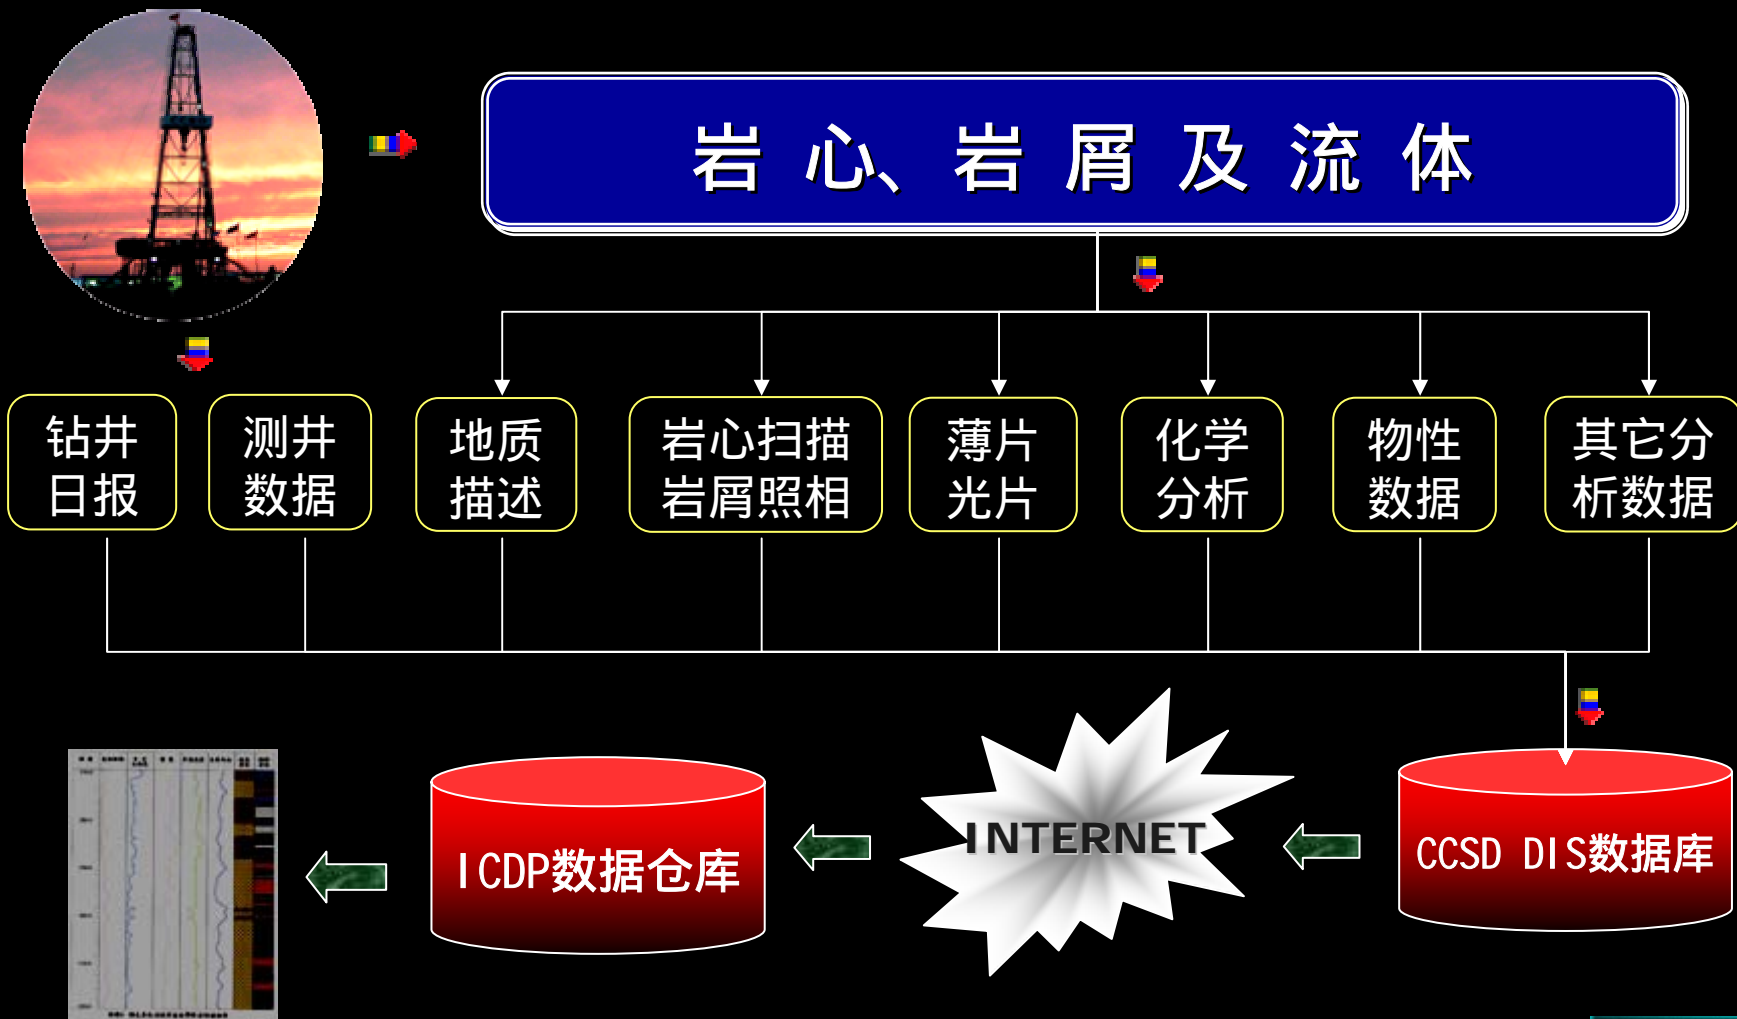 岩心、岩屑及流体
钻井
日报
测井
数据
地质
描述
岩心扫描
岩屑照相
薄片
光片
化学
分析
物性
数据
其它分
析数据
ICDP数据仓库
INTERNET
CCSD DIS数据库